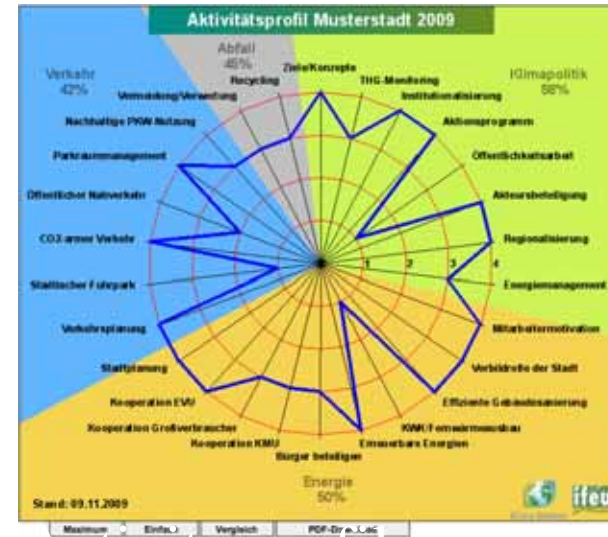 Aktivitätsprofil Musterstadt 2009
Abfall
45%
Verkehr
42%
Klimapolitik
58%
Ziele/Konzepte
THG-Monitoring
Institutionalisierung
Aktionsprogramm
Öffentlichkeitsarbeit
Akteursbeteiligung
Regionalisierung
Energiemanagement
Mitarbeitermotivation
Vorbildrolle der Stadt
Effiziente Gebäudesanierung
KWK/Fernwärmeausbau
Erneuerbare Energien
Bürger beteiligen
Kooperation KMU
Kooperation Großverbraucher
Kooperation EVU
Stadtplanung
Verkehrsplanung
Städtischer Fuhrpark
CO2 armer Verkehr
Öffentlicher Nahverkehr
Parkraummanagement
Nachhaltige PKW Nutzung
Vermeidung/Verwertung
Recycling
1 2 3 4
Energie
50%
Stand: 09.11.2009
ifeu
Maximum Einfach Vergleich